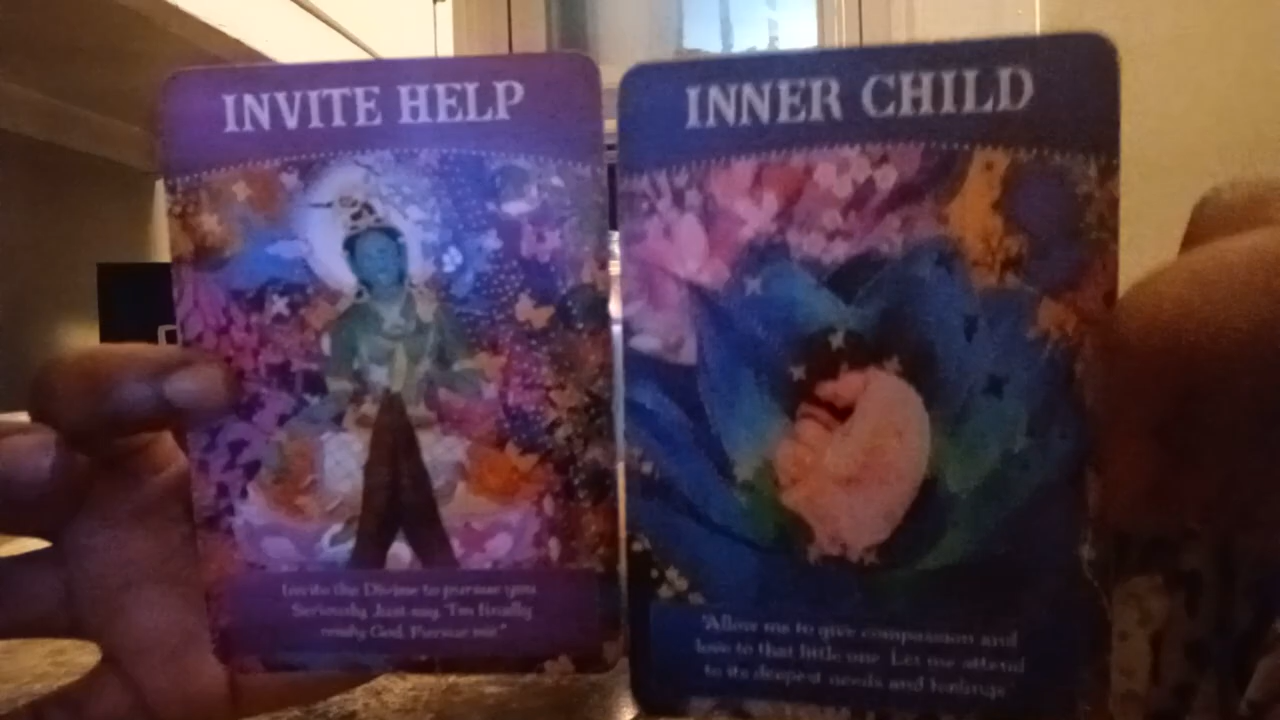 INVITE HELP
Invite the Divine to pursue you.
Seriously. Just say, "I'm finally
ready God. Pursue me."
INNER CHILD
"Allow me to give compassion and
love to that little one. Let me attend
to its deepest needs and feelings."